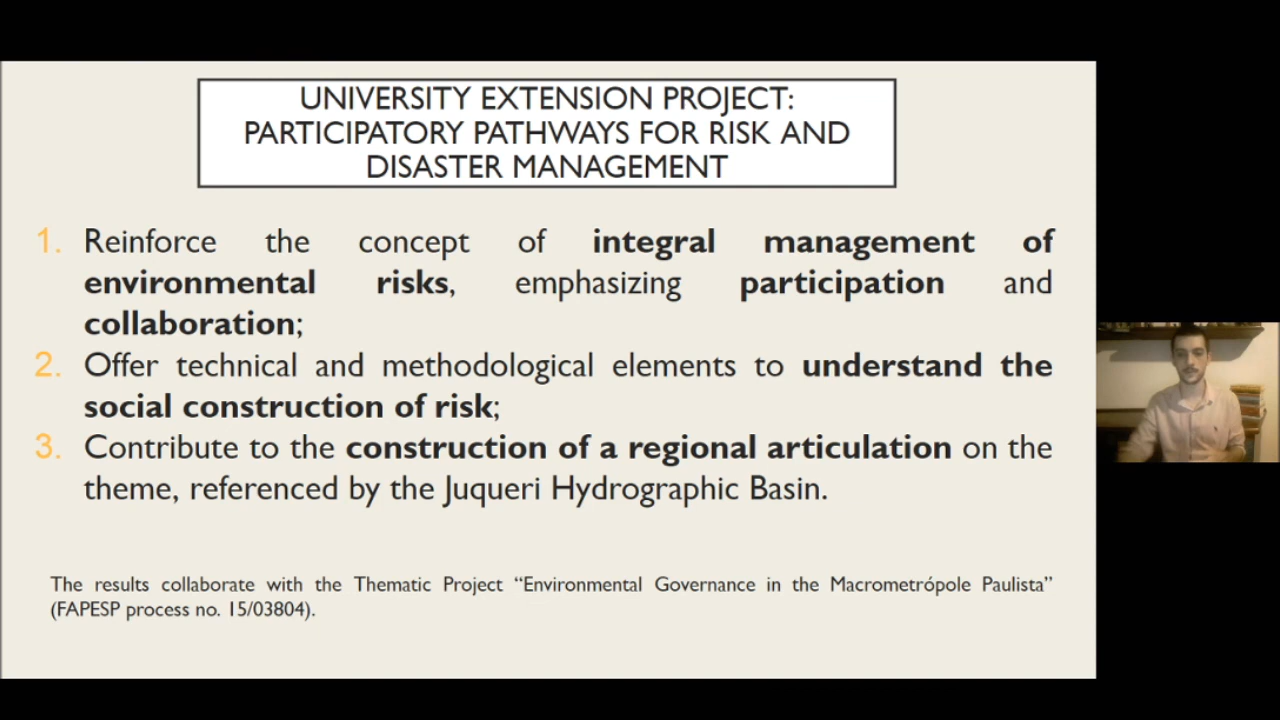 UNIVERSITY EXTENSION PROJECT:
PARTICIPATORY PATHWAYS FOR RISK AND
DISASTER MANAGEMENT
1. Reinforce the concept of integral management of
environmental risks, emphasizing participation and
collaboration;
2. Offer technical and methodological elements to understand the
social construction of risk;
3. Contribute to the construction of a regional articulation on the
theme, referenced by the Juqueri Hydrographic Basin.
The results collaborate with the Thematic Project “Environmental Governance in the Macrometrópole Paulista”
(FAPESP process no. 15/03804).